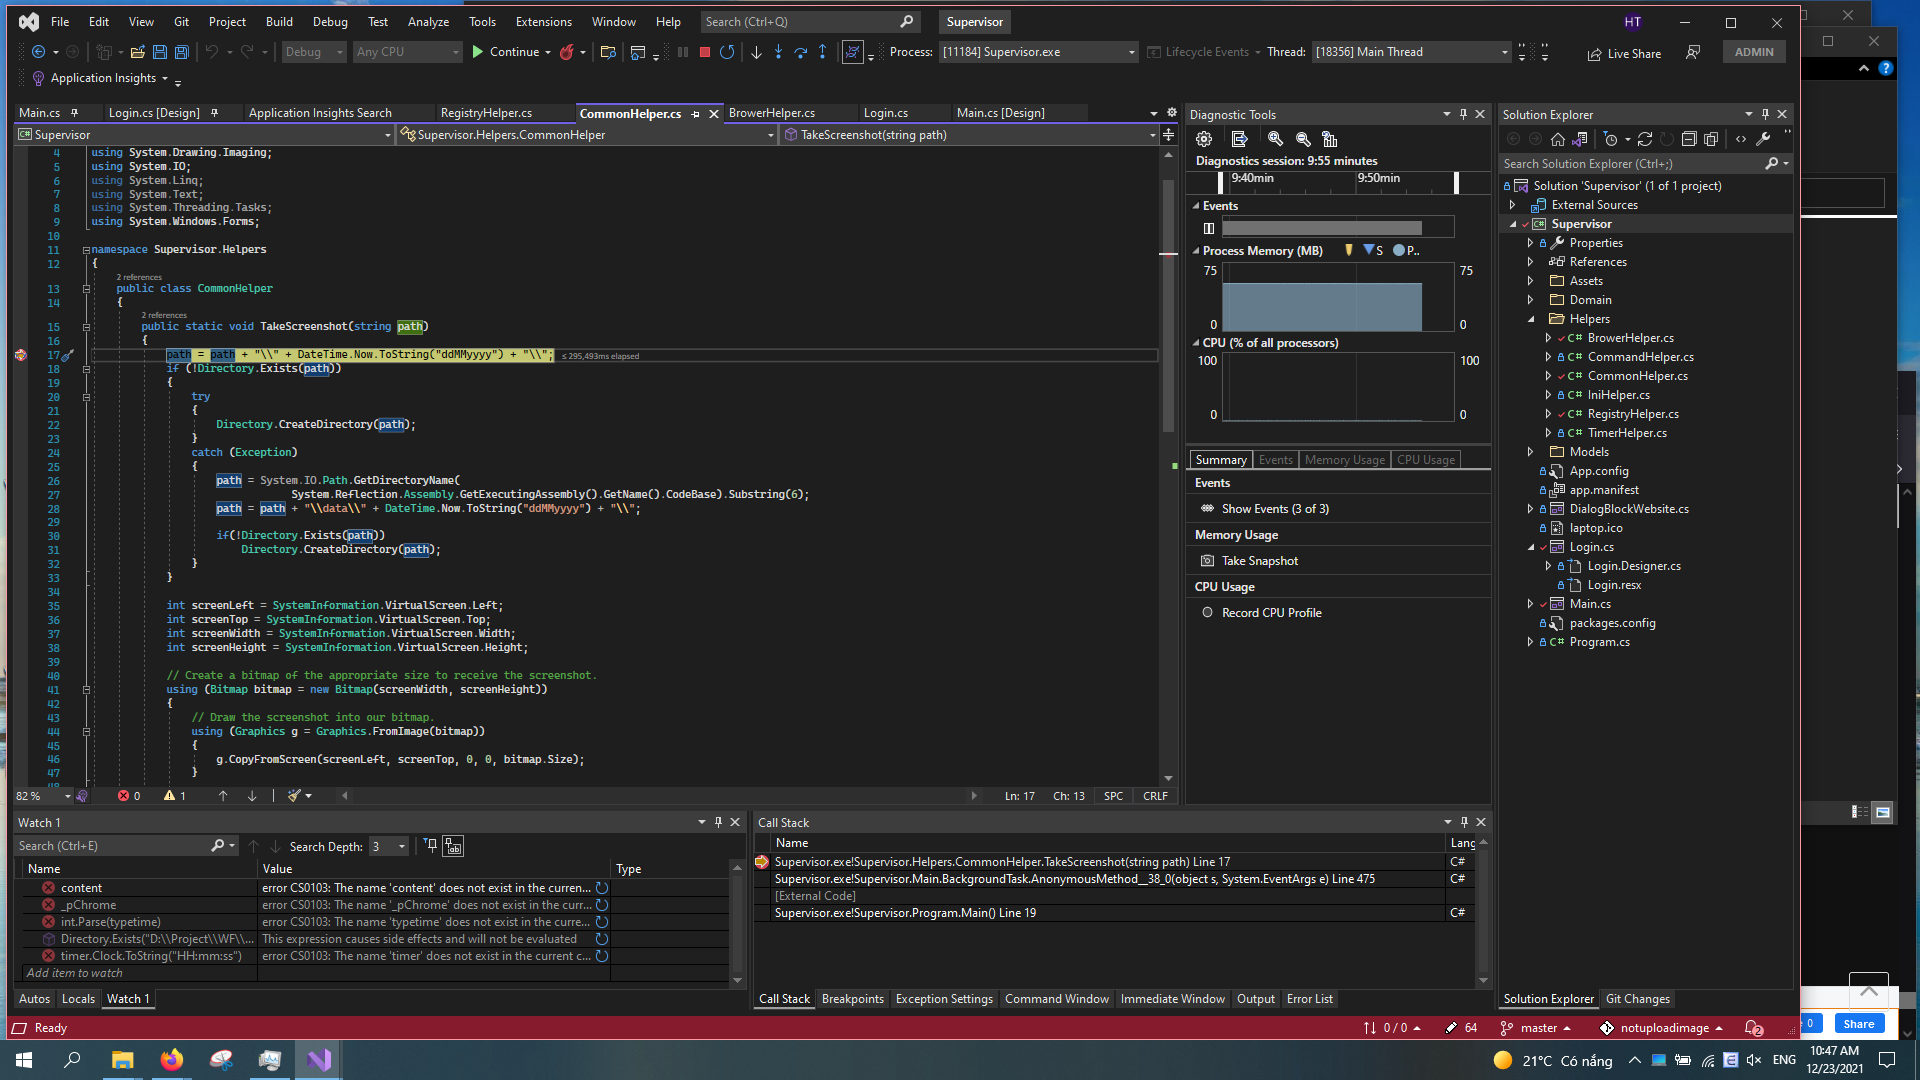 File Edit View Git Project Build Debug Test Analyze Tools Extensions Window Help Search (Ctrl+Q) Supervisor HT
Debug Any CPU Continue Process: [11184] Supervisor.exe Lifecycle Events Thread: [18356] Main Thread Live Share ADMIN
Application Insights
Main.cs Login.cs [Design] Application Insights Search RegistryHelper.cs CommonHelper.cs BrowerHelper.cs Login.cs Main.cs [Design]
Supervisor Supervisor.Helpers.CommonHelper TakeScreenshot(string path)
4 using System.Drawing.Imaging;
5 using System.IO;
6 using System.Linq;
7 using System.Text;
8 using System.Threading.Tasks;
9 using System.Windows.Forms;
10
11 namespace Supervisor.Helpers
12 {
2 references
13 public class CommonHelper
14 {
2 references
15 public static void TakeScreenshot(string path)
16 {
17 path = path + "\\" + DateTime.Now.ToString("ddMMyyyy") + "\\"; ≤ 295,493ms elapsed
18 if (!Directory.Exists(path))
19 {
20 try
21 {
22 Directory.CreateDirectory(path);
23 }
24 catch (Exception)
25 {
26 path = System.IO.Path.GetDirectoryName(
27 System.Reflection.Assembly.GetExecutingAssembly().GetName().CodeBase).Substring(6);
28 path = path + "\\data\\" + DateTime.Now.ToString("ddMMyyyy") + "\\";
29
30 if(!Directory.Exists(path))
31 Directory.CreateDirectory(path);
32 }
33 }
34
35 int screenLeft = SystemInformation.VirtualScreen.Left;
36 int screenTop = SystemInformation.VirtualScreen.Top;
37 int screenWidth = SystemInformation.VirtualScreen.Width;
38 int screenHeight = SystemInformation.VirtualScreen.Height;
39
40 // Create a bitmap of the appropriate size to receive the screenshot.
41 using (Bitmap bitmap = new Bitmap(screenWidth, screenHeight))
42 {
43 // Draw the screenshot into our bitmap.
44 using (Graphics g = Graphics.FromImage(bitmap))
45 {
46 g.CopyFromScreen(screenLeft, screenTop, 0, 0, bitmap.Size);
47 }
82 % 0 1 Ln: 17 Ch: 13 SPC CRLF
Diagnostic Tools
Diagnostics session: 9:55 minutes
9:40min 9:50min
Events
Process Memory (MB) S P..
75 75
0 0
CPU (% of all processors)
100 100
0 0
Summary Events Memory Usage CPU Usage
Events
Show Events (3 of 3)
Memory Usage
Take Snapshot
CPU Usage
Record CPU Profile
Solution Explorer
Search Solution Explorer (Ctrl+;)
Solution 'Supervisor' (1 of 1 project)
External Sources
C# Supervisor
Properties
References
Assets
Domain
Helpers
C# BrowerHelper.cs
C# CommandHelper.cs
C# CommonHelper.cs
C# IniHelper.cs
C# RegistryHelper.cs
C# TimerHelper.cs
Models
App.config
app.manifest
DialogBlockWebsite.cs
laptop.ico
Login.cs
Login.Designer.cs
Login.resx
Main.cs
packages.config
C# Program.cs
Watch 1
Search (Ctrl+E) Search Depth: 3
Name Value Type
content error CS0103: The name 'content' does not exist in the curren...
_pChrome error CS0103: The name '_pChrome' does not exist in the curre...
int.Parse(typetime) error CS0103: The name 'typetime' does not exist in the curre...
Directory.Exists("D:\\Project\\WF\\... This expression causes side effects and will not be evaluated
timer.Clock.ToString("HH:mm:ss") error CS0103: The name 'timer' does not exist in the current c...
Add item to watch
Autos Locals Watch 1
Call Stack
Name Lang
Supervisor.exe!Supervisor.Helpers.CommonHelper.TakeScreenshot(string path) Line 17 C#
Supervisor.exe!Supervisor.Main.BackgroundTask.AnonymousMethod__38_0(object s, System.EventArgs e) Line 475 C#
[External Code]
Supervisor.exe!Supervisor.Program.Main() Line 19 C#
Call Stack Breakpoints Exception Settings Command Window Immediate Window Output Error List
Solution Explorer Git Changes
Ready 0 / 0 64 master notuploadimage 2
0 Share
21°C Có nắng ENG 10:47 AM
12/23/2021